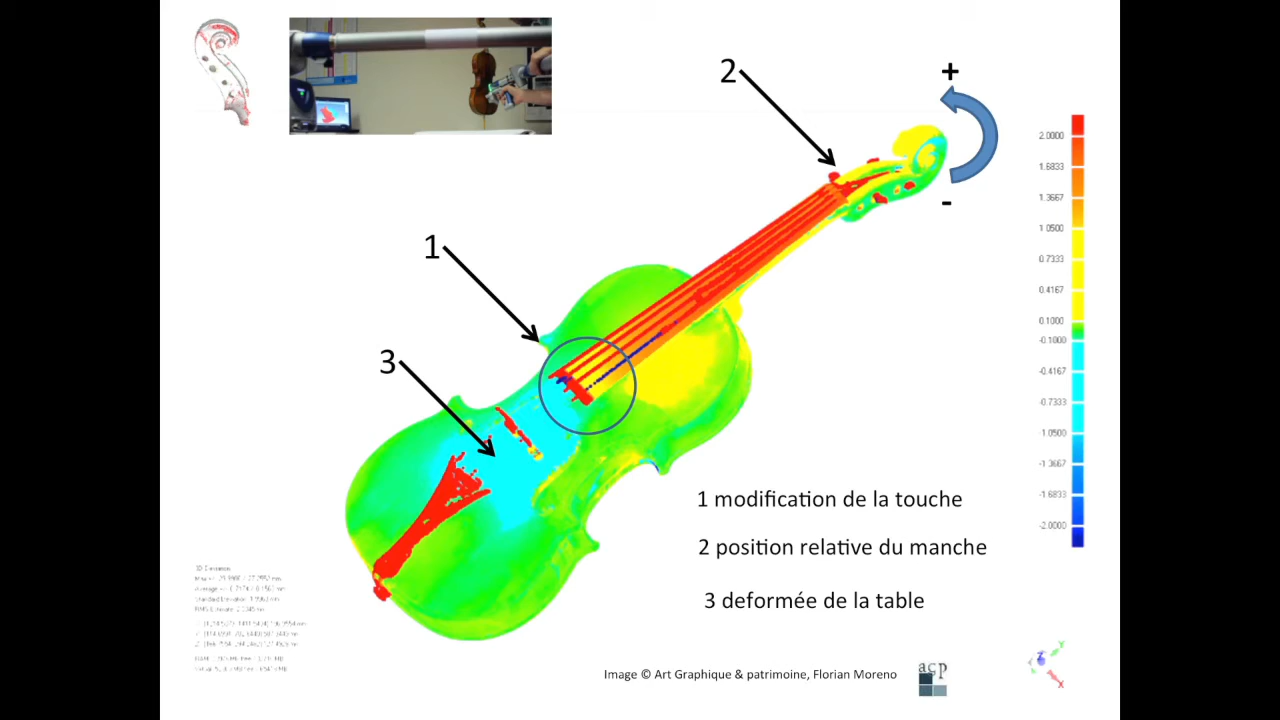 2
+
-
1
3
2.0000
1.6833
1.3667
1.0500
0.7333
0.4167
0.1000
-0.1000
-0.4167
-0.7333
-1.0500
-1.3667
-1.6833
-2.0000
1 modification de la touche
2 position relative du manche
3 deformée de la table
Image © Art Graphique & patrimoine, Florian Moreno
agp
Y
Z
X